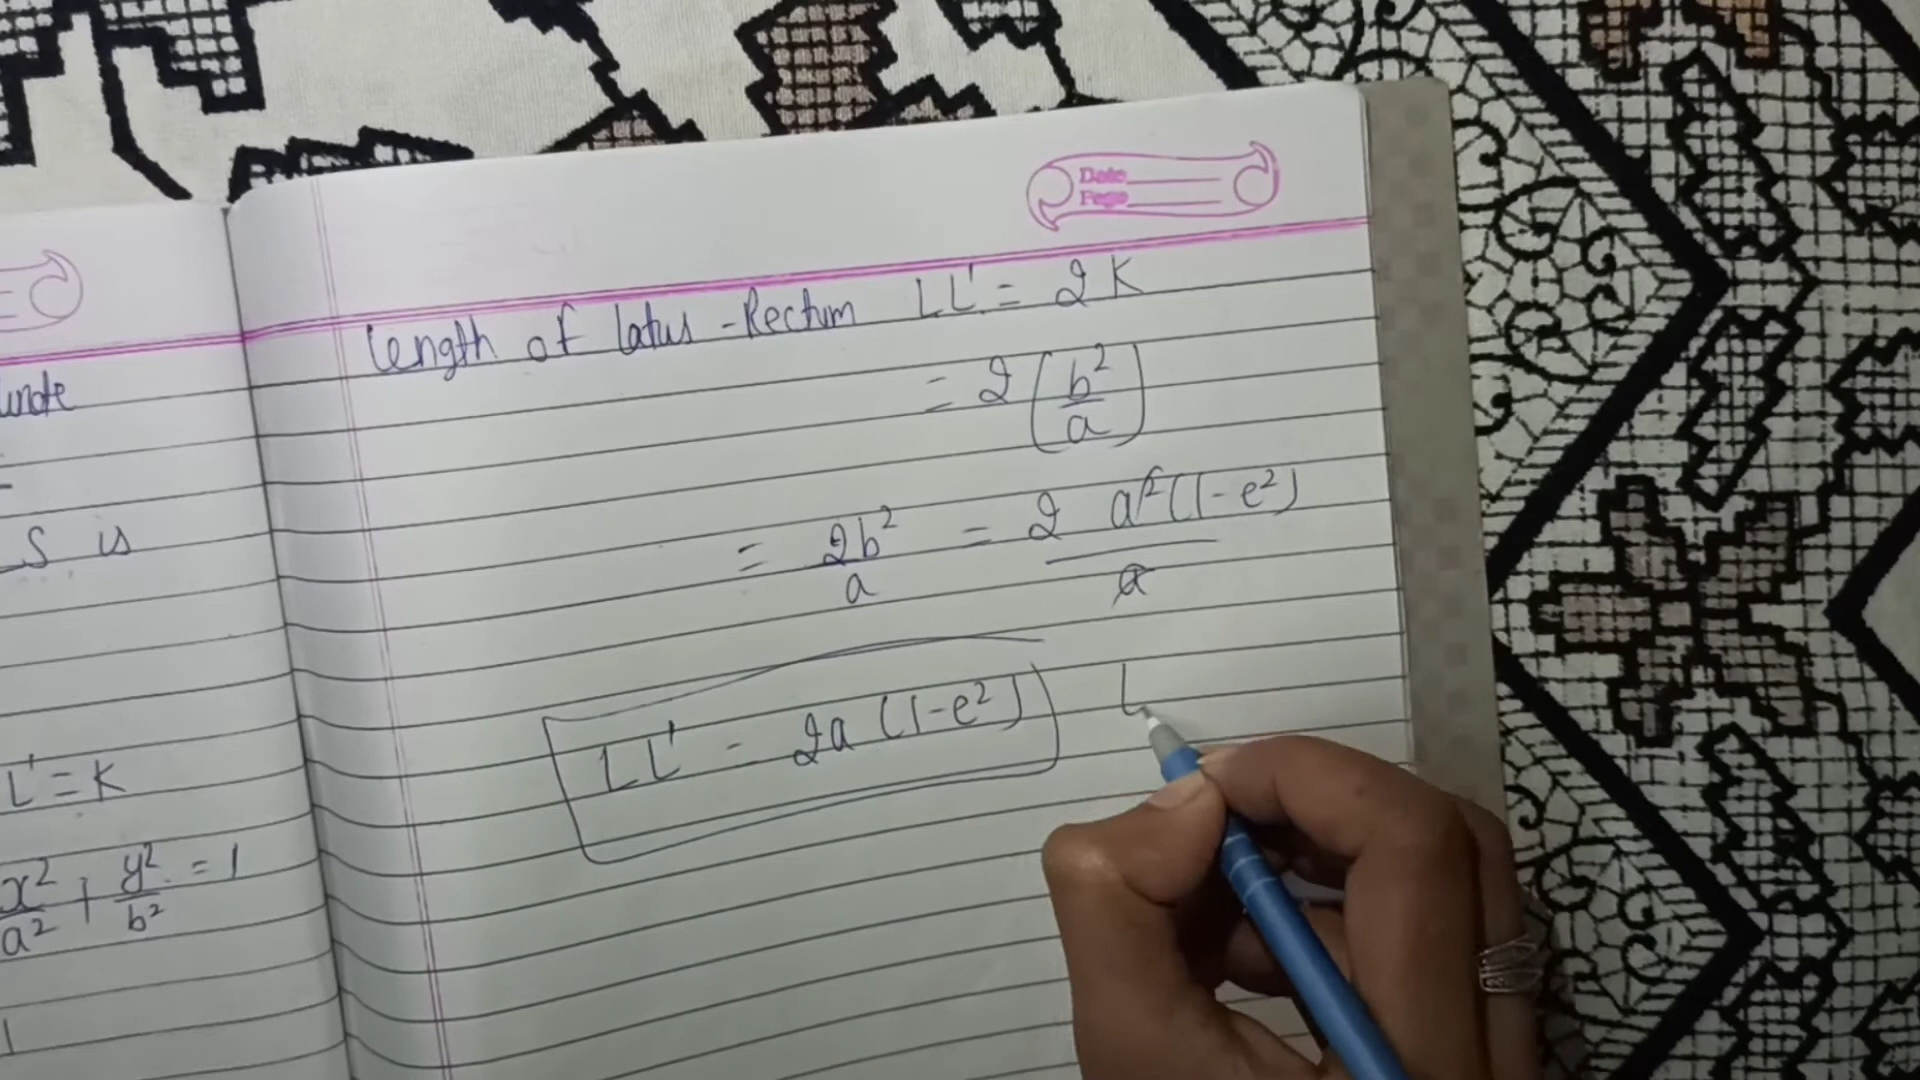 Date
Page
Length of latus-Rectum LL' = 2K
= 2 (b²/a)
= 2b²/a = 2 a²(1-e²)/a
LL' = 2a (1-e²) L
S is
L' = K
x²/a² + y²/b² = 1
1